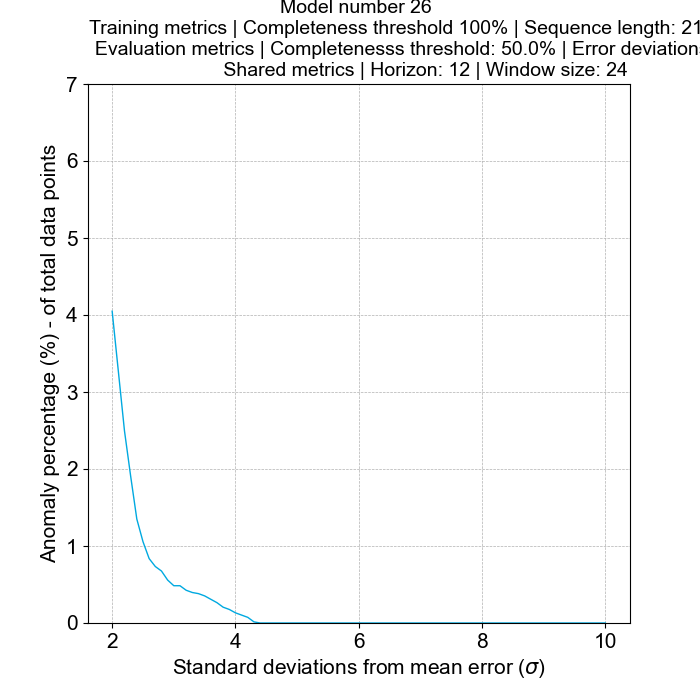 Model number 26
Training metrics | Completeness threshold 100% | Sequence length: 21
Evaluation metrics | Completenesss threshold: 50.0% | Error deviation
Shared metrics | Horizon: 12 | Window size: 24
7
6
5
4
3
2
1
0
Anomaly percentage (%) - of total data points
2 4 6 8 10
Standard deviations from mean error (σ)